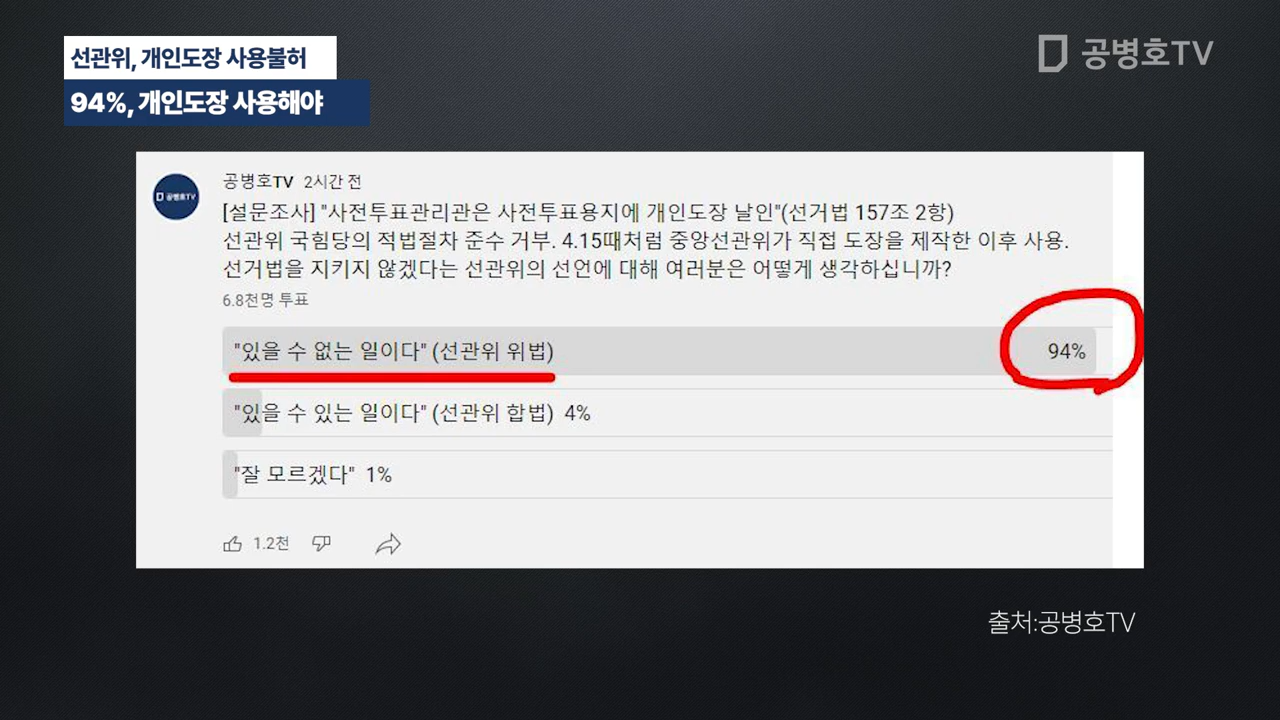 선관위, 개인도장 사용불허
94%, 개인도장 사용해야
공병호TV
공병호TV
공병호TV 2시간 전
[설문조사] "사전투표관리관은 사전투표용지에 개인도장 날인"(선거법 157조 2항)
선관위 국힘당의 적법절차 준수 거부. 4.15때처럼 중앙선관위가 직접 도장을 제작한 이후 사용.
선거법을 지키지 않겠다는 선관위의 선언에 대해 여러분은 어떻게 생각하십니까?
6.8천명 투표
"있을 수 없는 일이다" (선관위 위법) 94%
"있을 수 있는 일이다" (선관위 합법) 4%
"잘 모르겠다" 1%
1.2천
출처:공병호TV